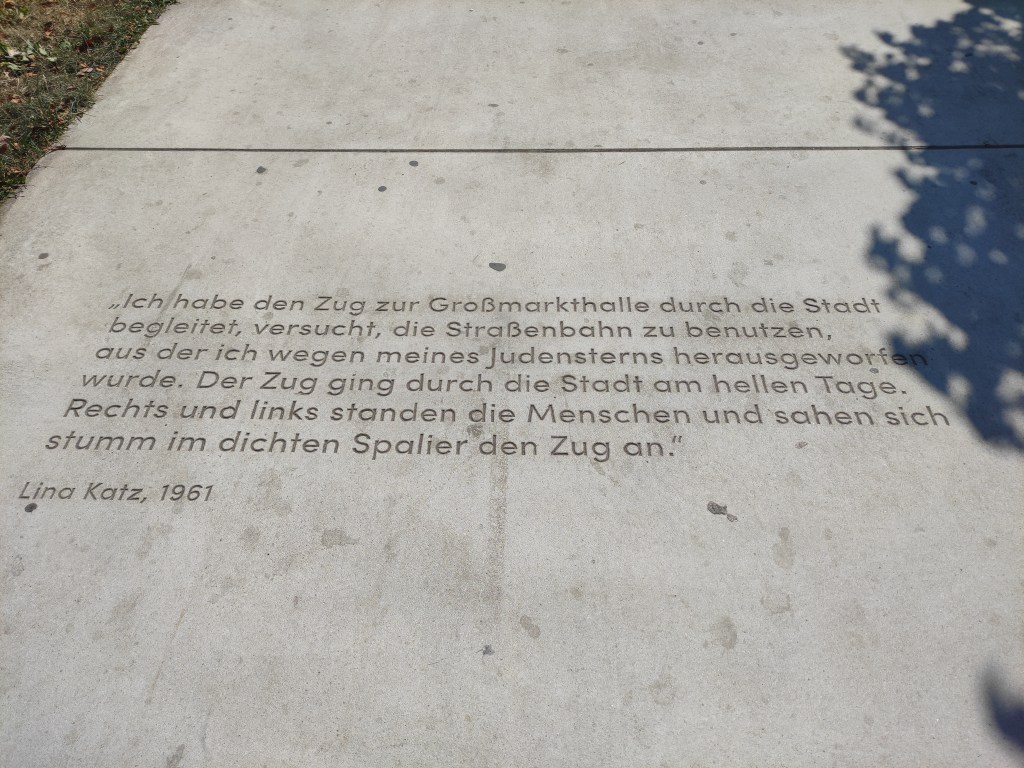 „Ich habe den Zug zur Großmarkthalle durch die Stadt
begleitet, versucht, die Straßenbahn zu benutzen,
aus der ich wegen meines Judensterns herausgeworfen
wurde. Der Zug ging durch die Stadt am hellen Tage.
Rechts und links standen die Menschen und sahen sich
stumm im dichten Spalier den Zug an.“
Lina Katz, 1961